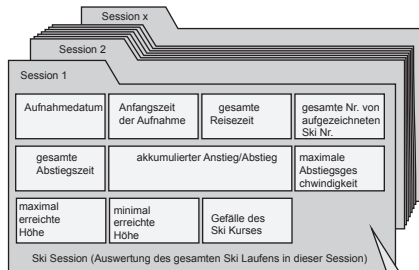 Session x
Session 2
Session 1
Aufnahmedatum
Anfangszeit
der Aufnahme
gesamte
Reisezeit
gesamte Nr. von
aufgezeichneten
Ski Nr.
gesamte
Abstiegszeit
akkumulierter Anstieg/Abstieg
maximale
Abstiegsges
chwindigkeit
maximal
erreichte
Höhe
minimal
erreichte
Höhe
Gefälle des
Ski Kurses
Ski Session (Auswertung des gesamten Ski Laufens in dieser Session)